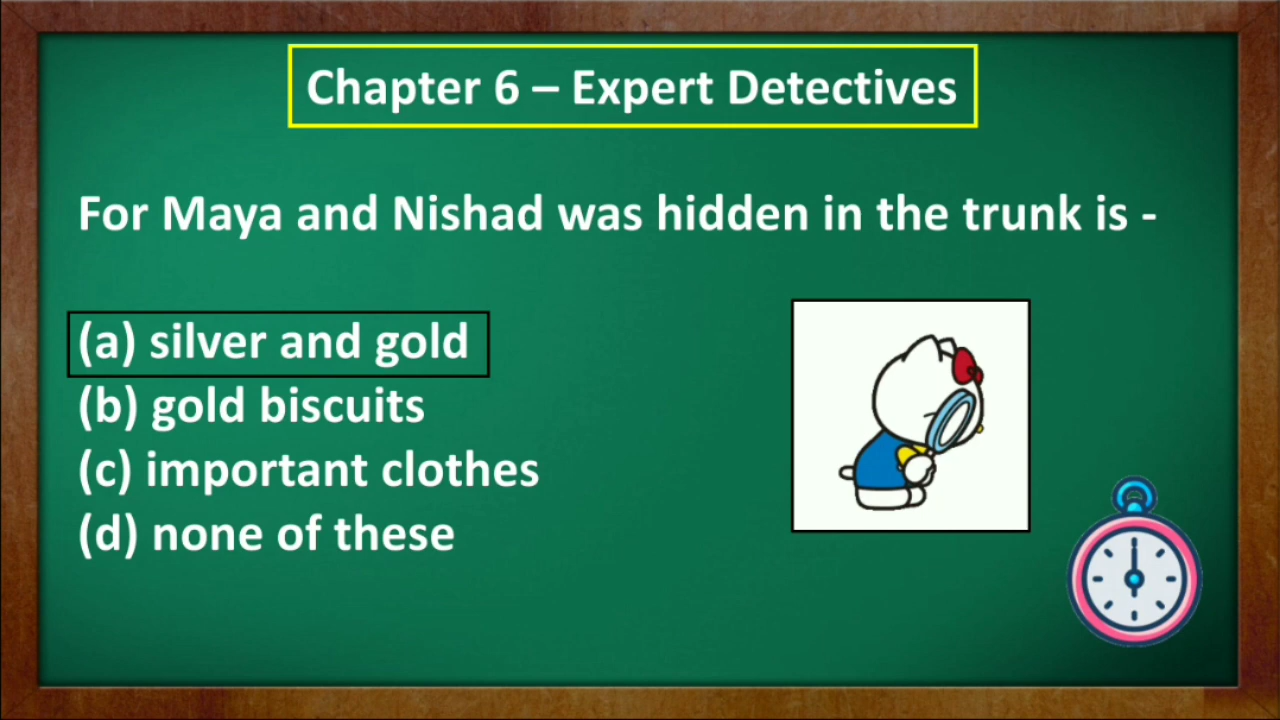 Chapter 6 – Expert Detectives
For Maya and Nishad was hidden in the trunk is -
(a) silver and gold
(b) gold biscuits
(c) important clothes
(d) none of these